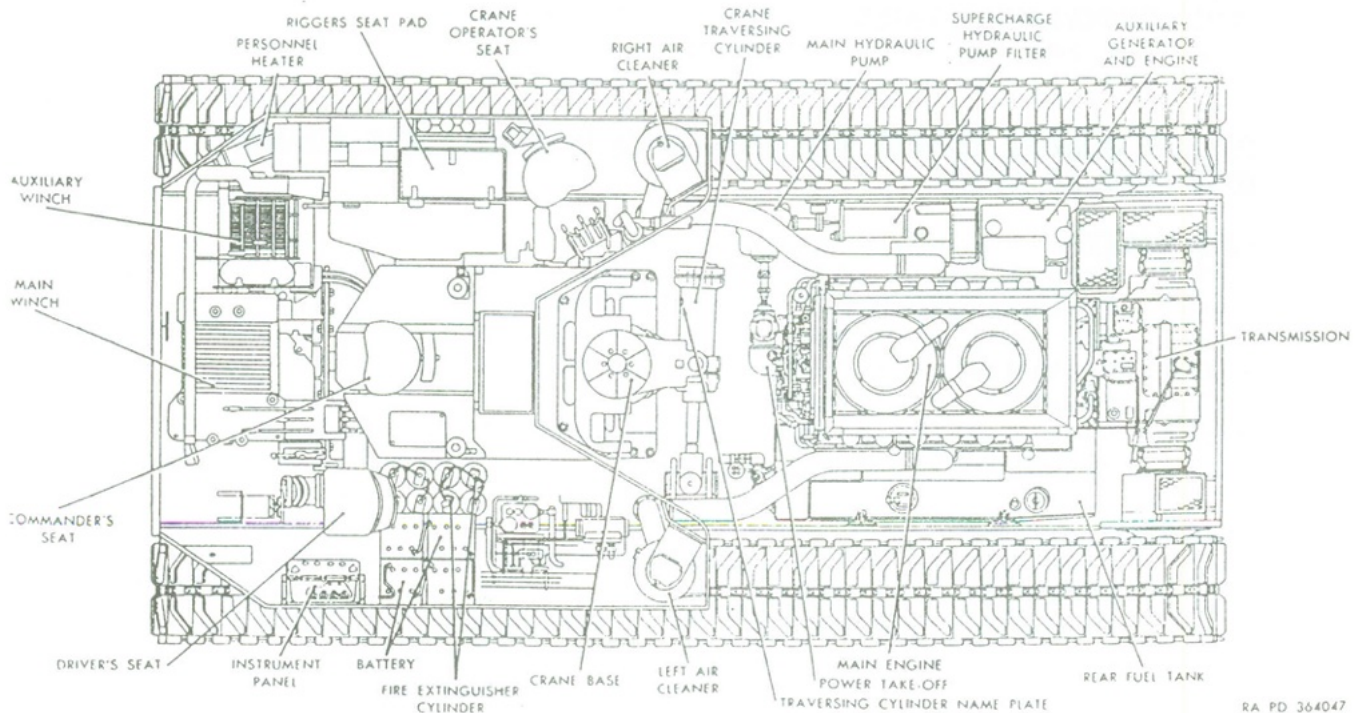 RIGGERS SEAT PAD
PERSONNEL
HEATER
CRANE
OPERATOR'S
SEAT
RIGHT AIR
CLEANER
CRANE
TRAVERSING
CYLINDER
MAIN HYDRAULIC
PUMP
SUPERCHARGE
HYDRAULIC
PUMP FILTER
AUXILIARY
GENERATOR
AND ENGINE
AUXILIARY
WINCH
MAIN
WINCH
TRANSMISSION
COMMANDER'S
SEAT
C
DRIVER'S SEAT
INSTRUMENT
PANEL
BATTERY
FIRE EXTINGUISHER
CYLINDER
CRANE BASE
LEFT AIR
CLEANER
MAIN ENGINE
POWER TAKE-OFF
TRAVERSING CYLINDER NAME PLATE
REAR FUEL TANK
RA PD 364047